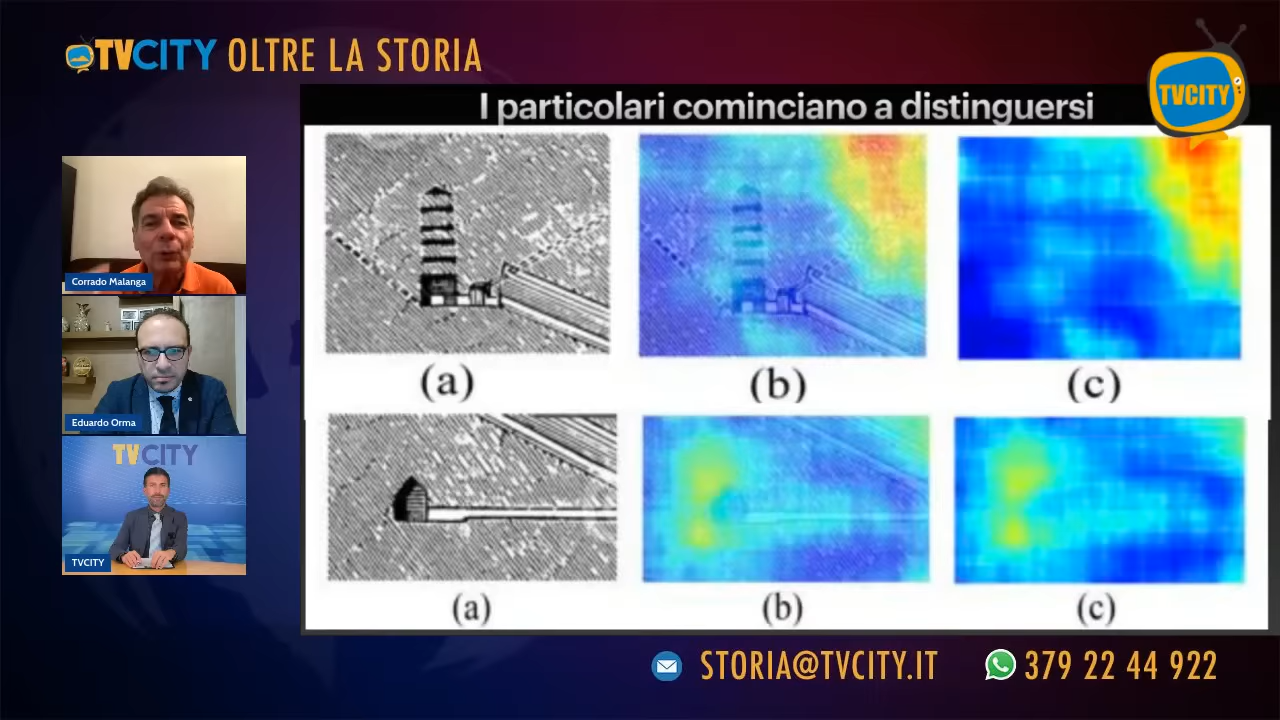 TVCITY OLTRE LA STORIA
TVCITY
I particolari cominciano a distinguersi
Corrado Malanga
Eduardo Orma
TVCITY
TVCITY
(a)
(b)
(c)
(a)
(b)
(c)
STORIA@TVCITY.IT
379 22 44 922